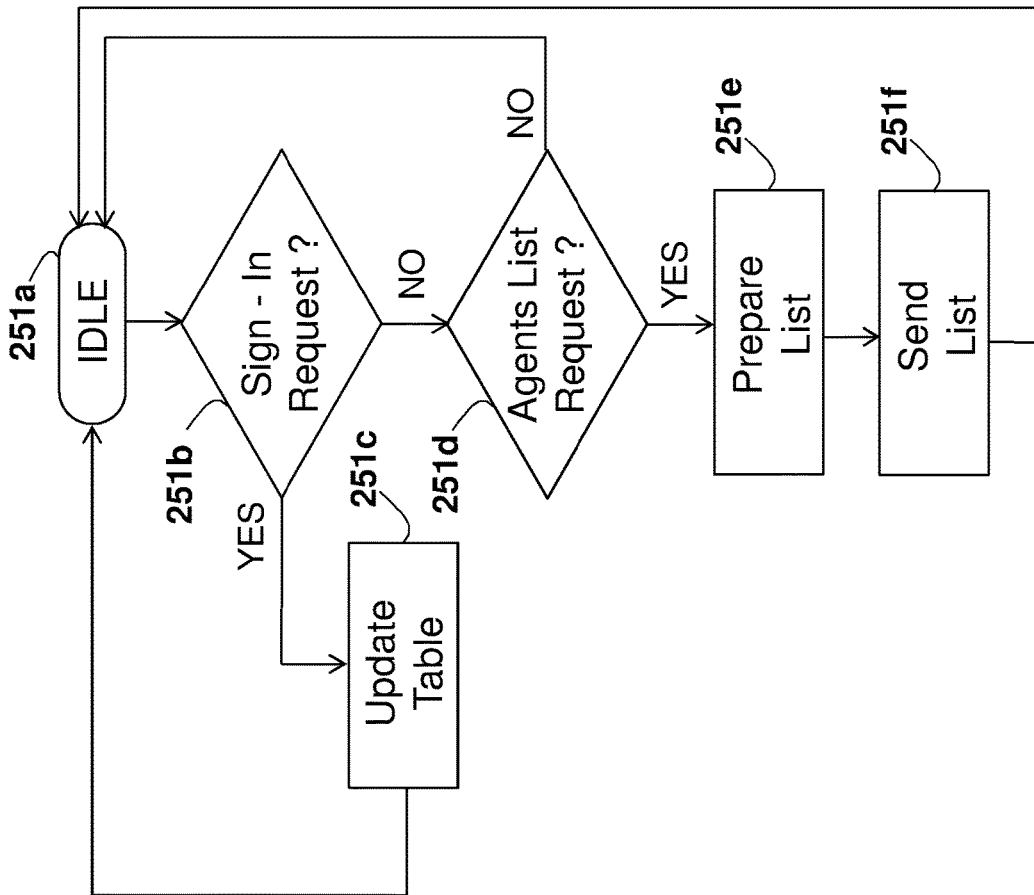 251a
IDLE
251b
Sign - In
Request ?
YES
NO
251c
Update
Table
251d
Agents List
Request ?
NO
YES
251e
Prepare
List
251f
Send
List